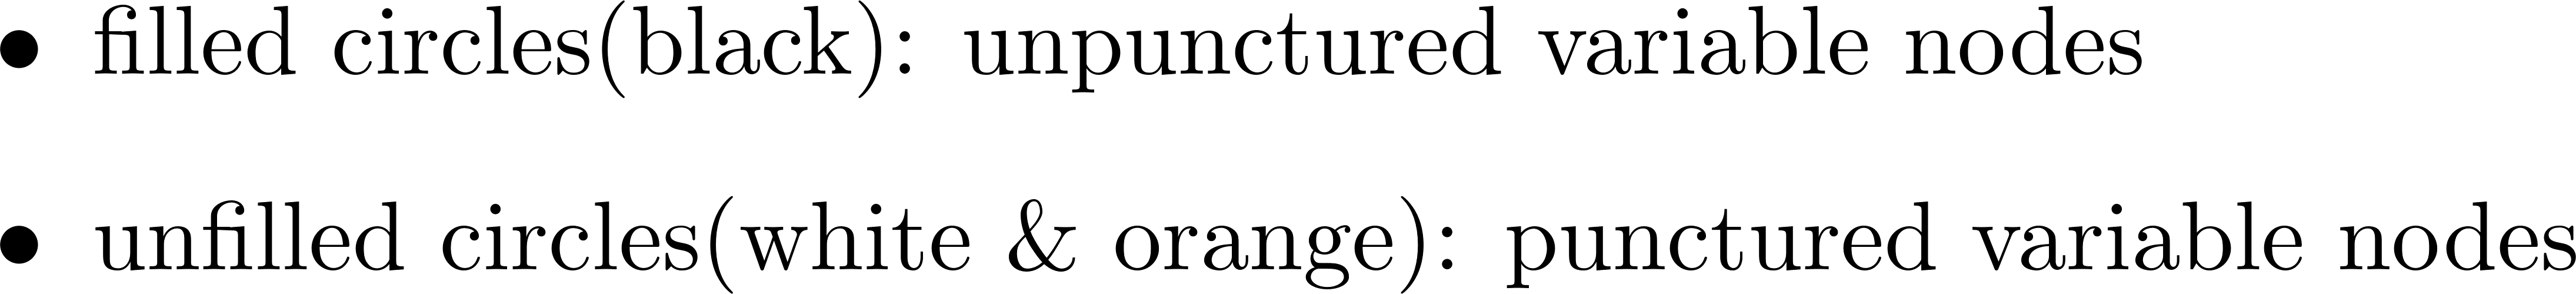 • filled circles(black): unpunctured variable nodes
• unfilled circles(white & orange): punctured variable nodes